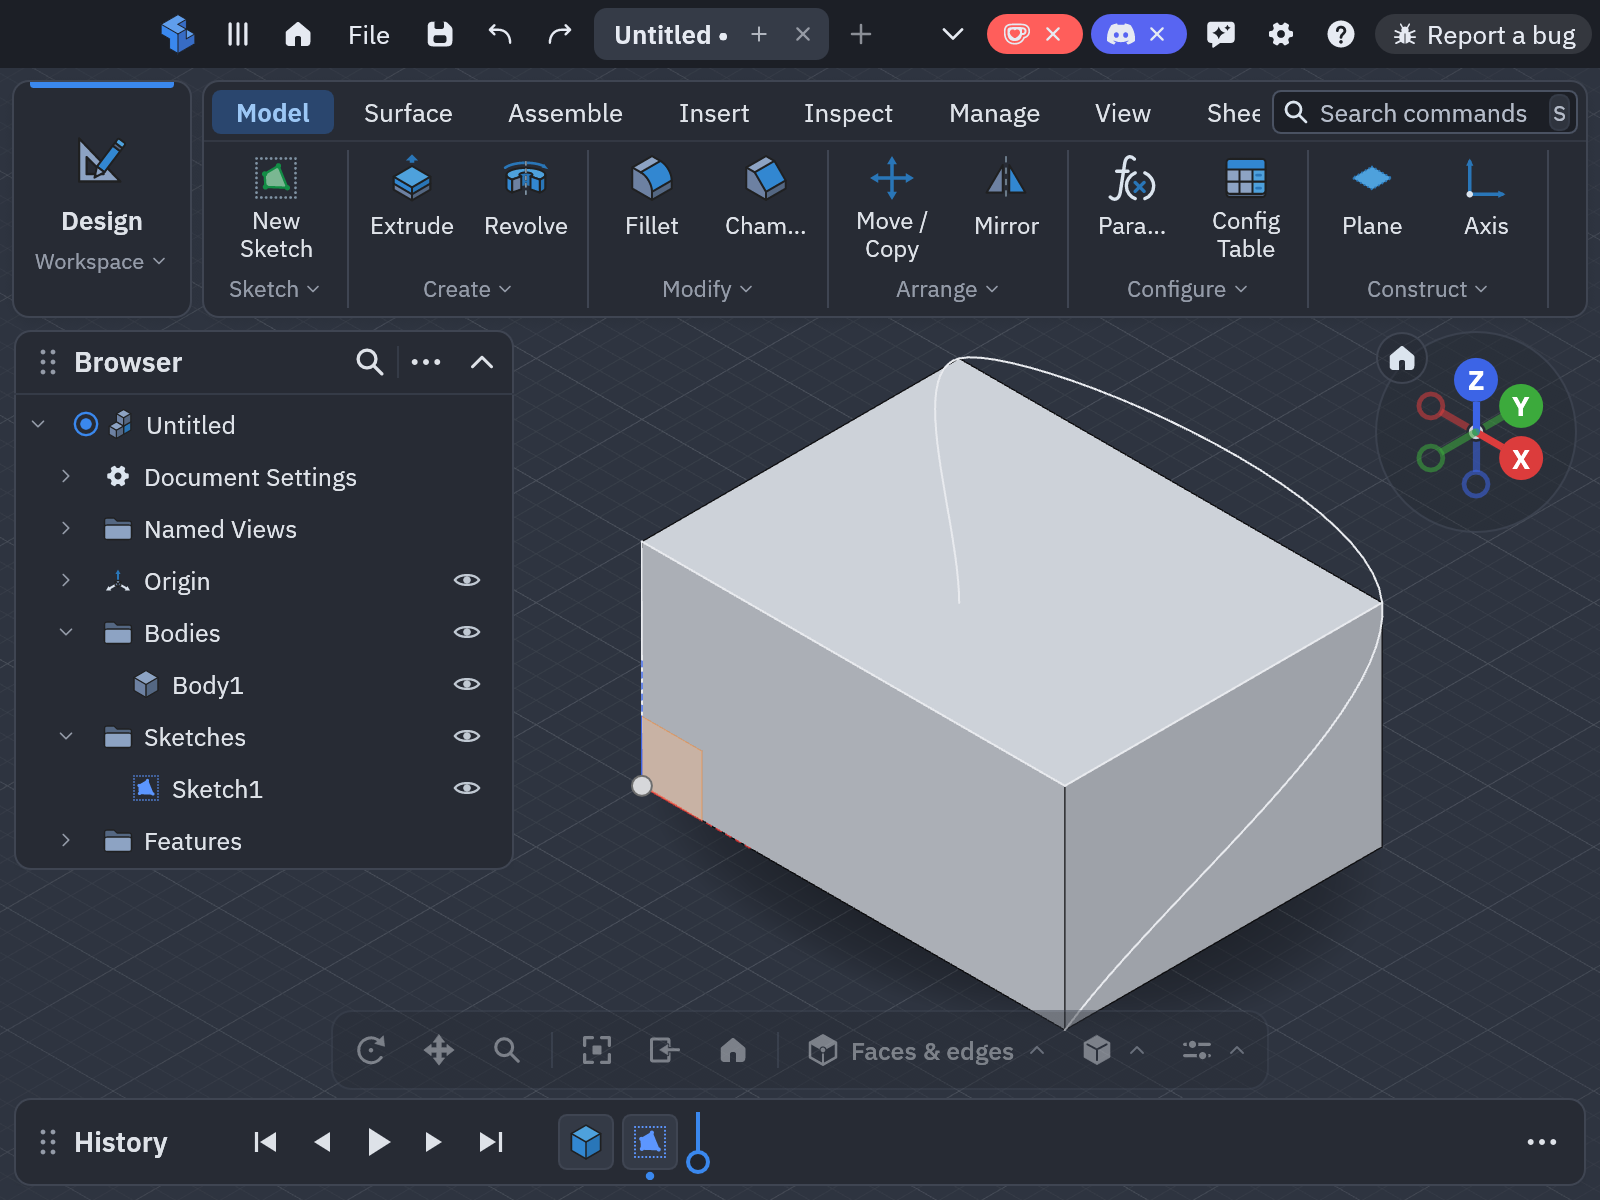 File
Untitled •
Report a bug
Design
Workspace
Model
Surface
Assemble
Insert
Inspect
Manage
View
Shee
Search commands
S
New
Sketch
Extrude
Revolve
Fillet
Cham...
Move /
Copy
Mirror
Para...
Config
Table
Plane
Axis
Sketch
Create
Modify
Arrange
Configure
Construct
Browser
Untitled
Document Settings
Named Views
Origin
Bodies
Body1
Sketches
Sketch1
Features
Z
Y
X
Faces & edges
History